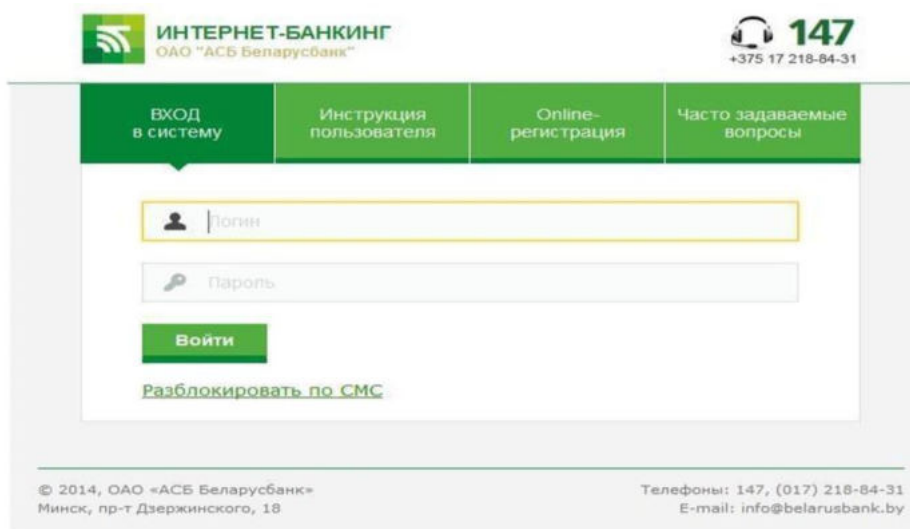 ИНТЕРНЕТ-БАНКИНГ
ОАО "АСБ Беларусбанк"
147
+375 17 218-84-31
ВХОД
в систему
Инструкция
пользователя
Online-
регистрация
Часто задаваемые
вопросы
Логин
Пароль
Войти
Разблокировать по СМС
© 2014, ОАО «АСБ Беларусбанк»
Минск, пр-т Дзержинского, 18
Телефоны: 147, (017) 218-84-31
E-mail: info@belarusbank.by